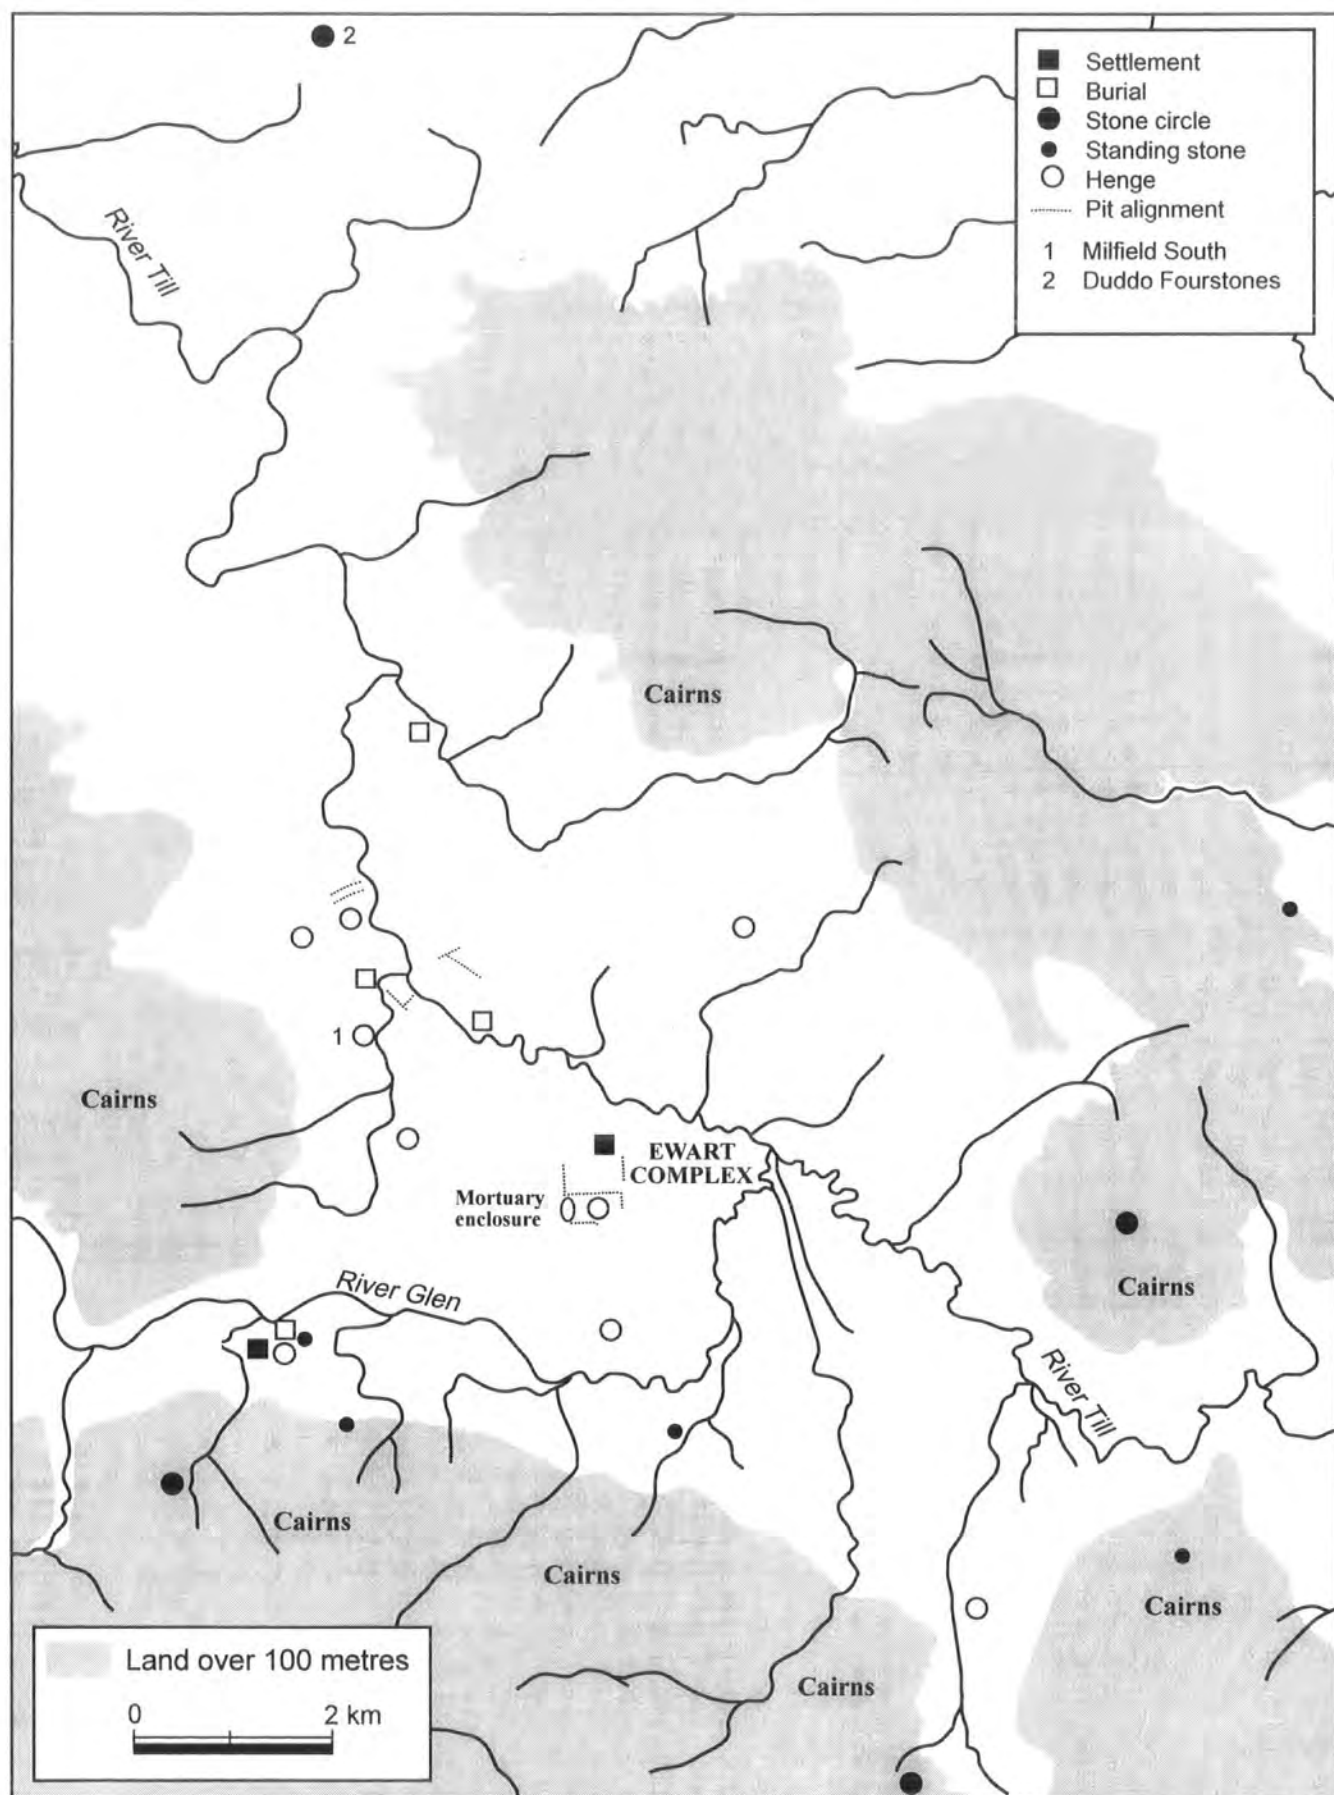 2
Settlement
Burial
Stone circle
Standing stone
Henge
Pit alignment
1 Milfield South
2 Duddo Fourstones
River Till
Cairns
1
Cairns
EWART
COMPLEX
Mortuary
enclosure
Cairns
River Glen
River Till
Cairns
Cairns
Cairns
Cairns
Land over 100 metres
0 2 km